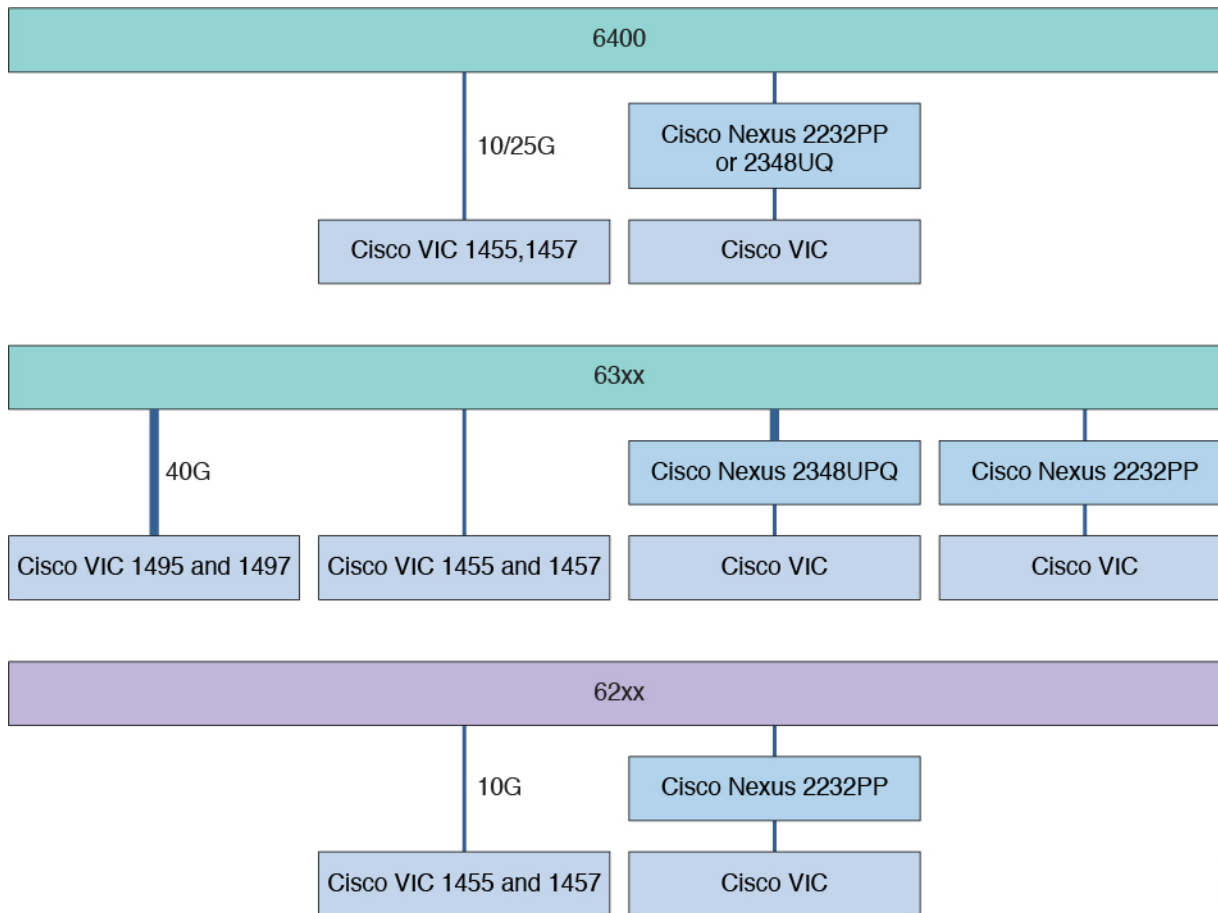 6400
10/25G
Cisco Nexus 2232PP
or 2348UQ
Cisco VIC 1455,1457
Cisco VIC
63xx
40G
Cisco Nexus 2348UPQ
Cisco Nexus 2232PP
Cisco VIC 1495 and 1497
Cisco VIC 1455 and 1457
Cisco VIC
Cisco VIC
62xx
10G
Cisco Nexus 2232PP
Cisco VIC 1455 and 1457
Cisco VIC